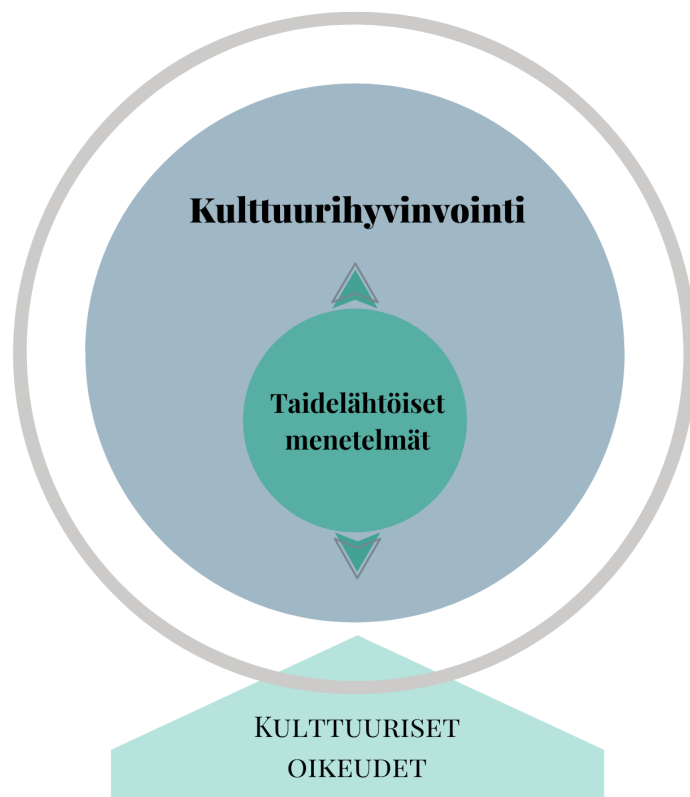 Kulttuurihyvinvointi
Taidelähtöiset
menetelmät
Kulttuuriset
oikeudet